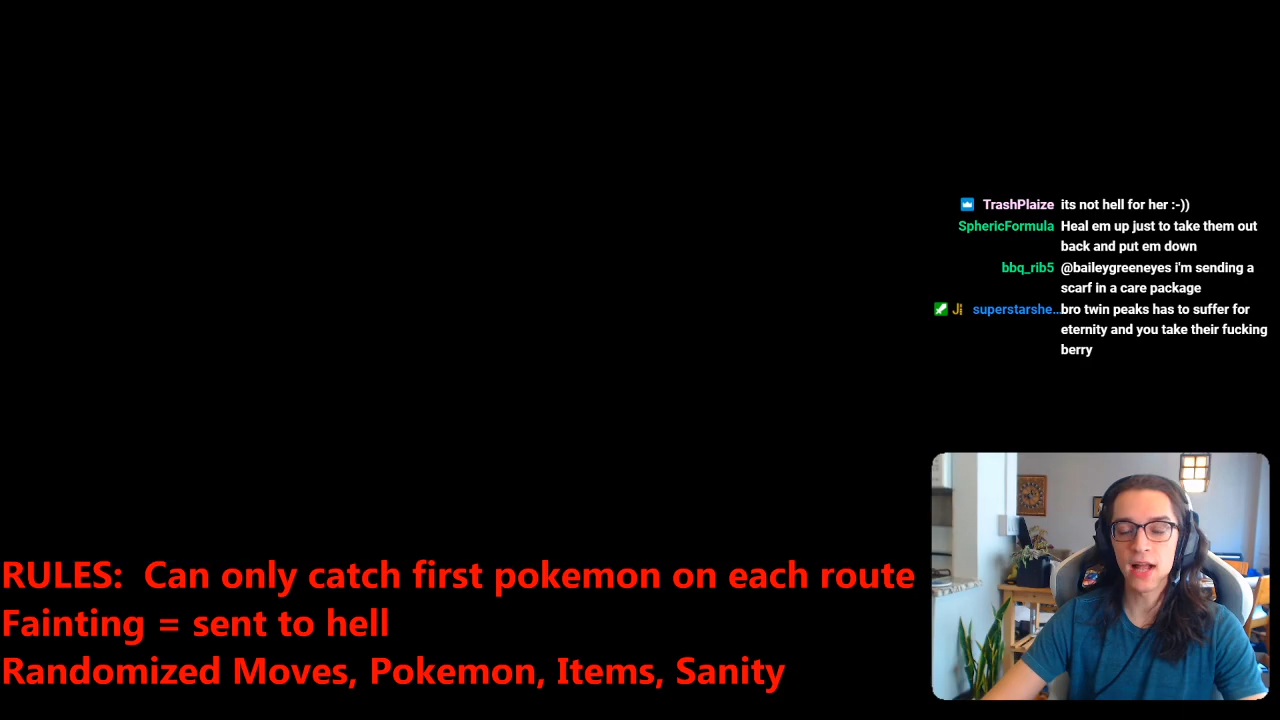 TrashPlaize its not hell for her :-))
SphericFormula Heal em up just to take them out
back and put em down
bbq_rib5 @baileygreeneyes i'm sending a
scarf in a care package
superstarshe... bro twin peaks has to suffer for
eternity and you take their fucking
berry
RULES: Can only catch first pokemon on each route
Fainting = sent to hell
Randomized Moves, Pokemon, Items, Sanity